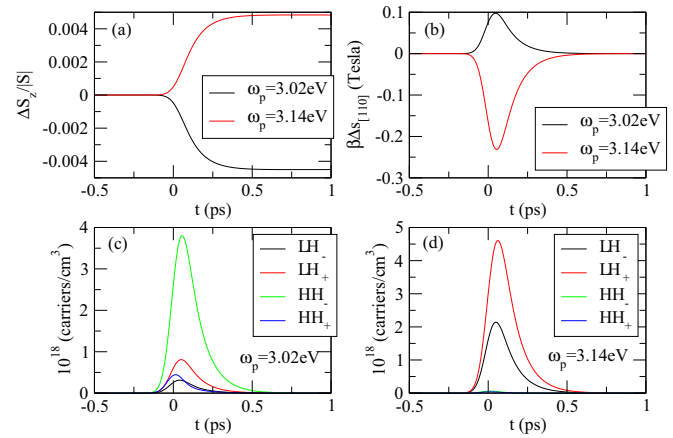 (a)
ΔS_z/|S|
0.004
0.002
0
-0.002
-0.004
ω_p=3.02eV
ω_p=3.14eV
-0.5 0 0.5 1
t (ps)
(b)
βΔs_[110] (Tesla)
0.1
0
-0.1
-0.2
-0.3
ω_p=3.02eV
ω_p=3.14eV
-0.5 0 0.5 1
t (ps)
(c)
10^18 (carriers/cm^3)
4
3
2
1
0
LH_-
LH_+
HH_-
HH_+
ω_p=3.02eV
-0.5 0 0.5 1
t (ps)
(d)
10^18 (carriers/cm^3)
5
4
3
2
1
0
LH_-
LH_+
HH_-
HH_+
ω_p=3.14eV
-0.5 0 0.5 1
t (ps)